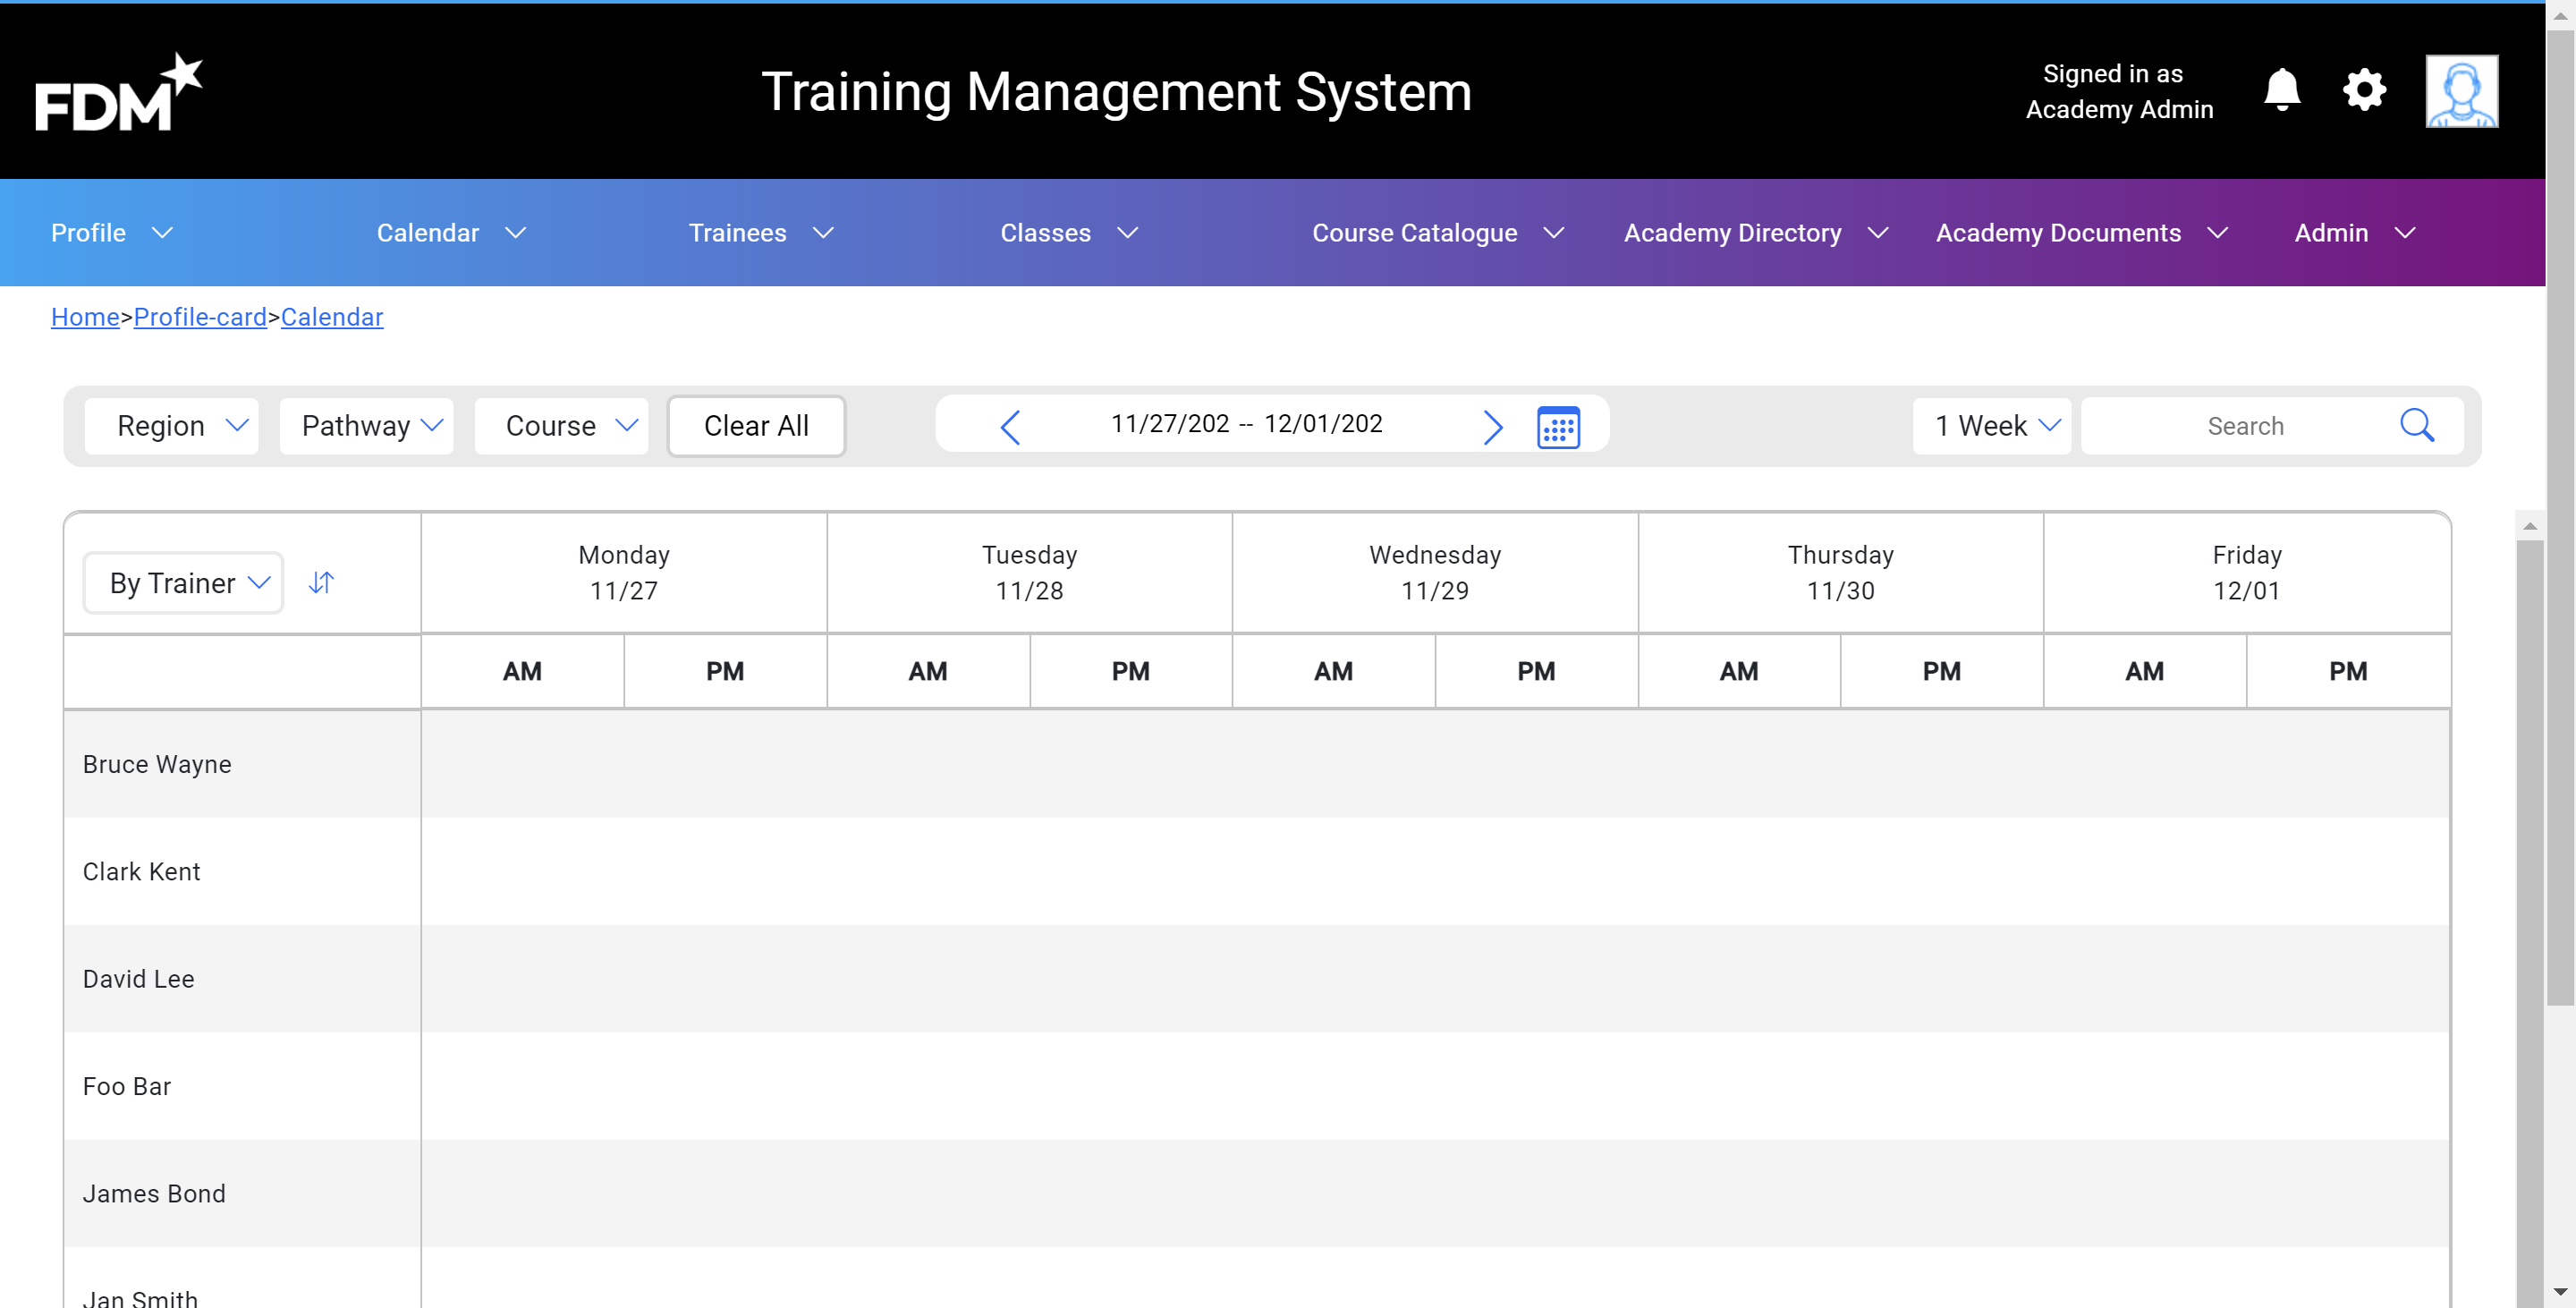 FDM
Training Management System
Signed in as
Academy Admin
Profile Calendar Trainees Classes Course Catalogue Academy Directory Academy Documents Admin
Home>Profile-card>Calendar
Region Pathway Course Clear All 11/27/202 -- 12/01/202 1 Week Search
By Trainer
Monday Tuesday Wednesday Thursday Friday
11/27 11/28 11/29 11/30 12/01
AM PM AM PM AM PM AM PM AM PM
Bruce Wayne
Clark Kent
David Lee
Foo Bar
James Bond
Jan Smith